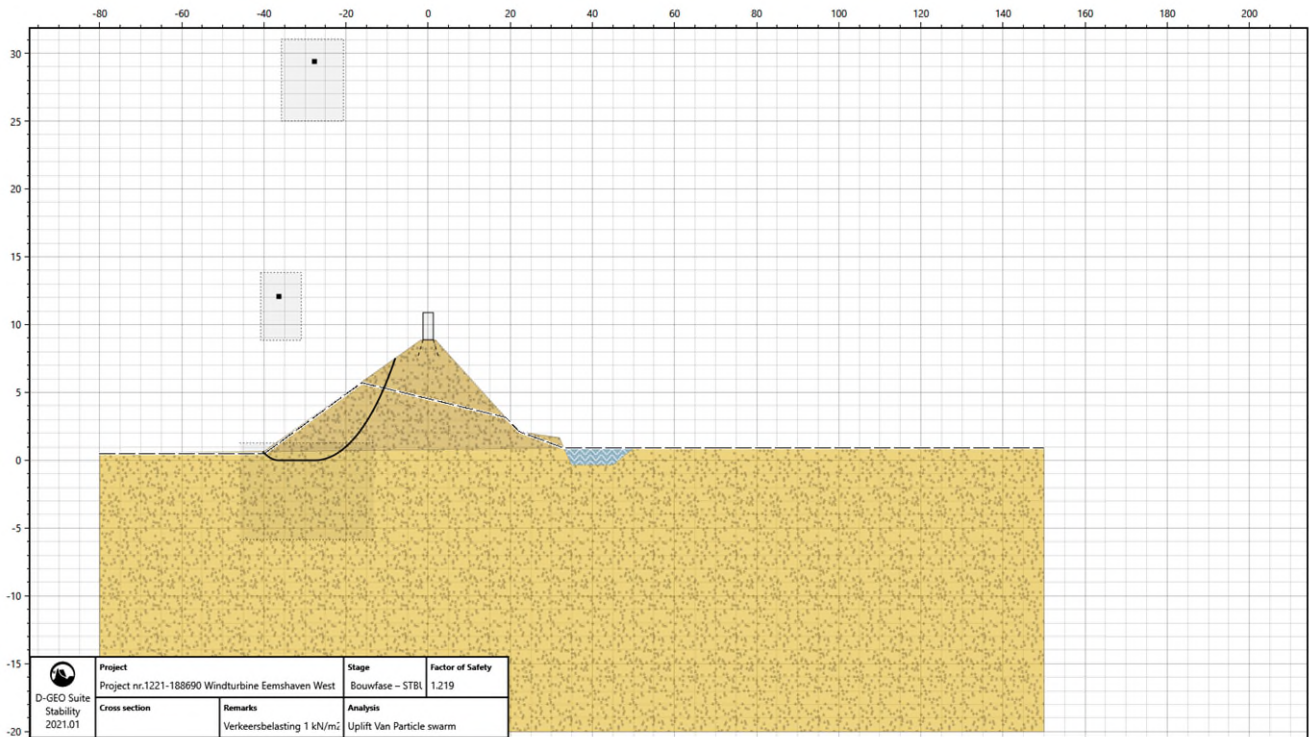 -80 -60 -40 -20 0 20 40 60 80 100 120 140 160 180 200
30
25
20
15
10
5
0
-5
-10
-15
-20
D-GEO Suite
Stability
2021.01
Project
Project nr.1221-188690 Windturbine Eemshaven West
Stage
Bouwfase – STBI
Factor of Safety
1.219
Cross section
Remarks
Verkeersbelasting 1 kN/m2
Analysis
Uplift Van Particle swarm